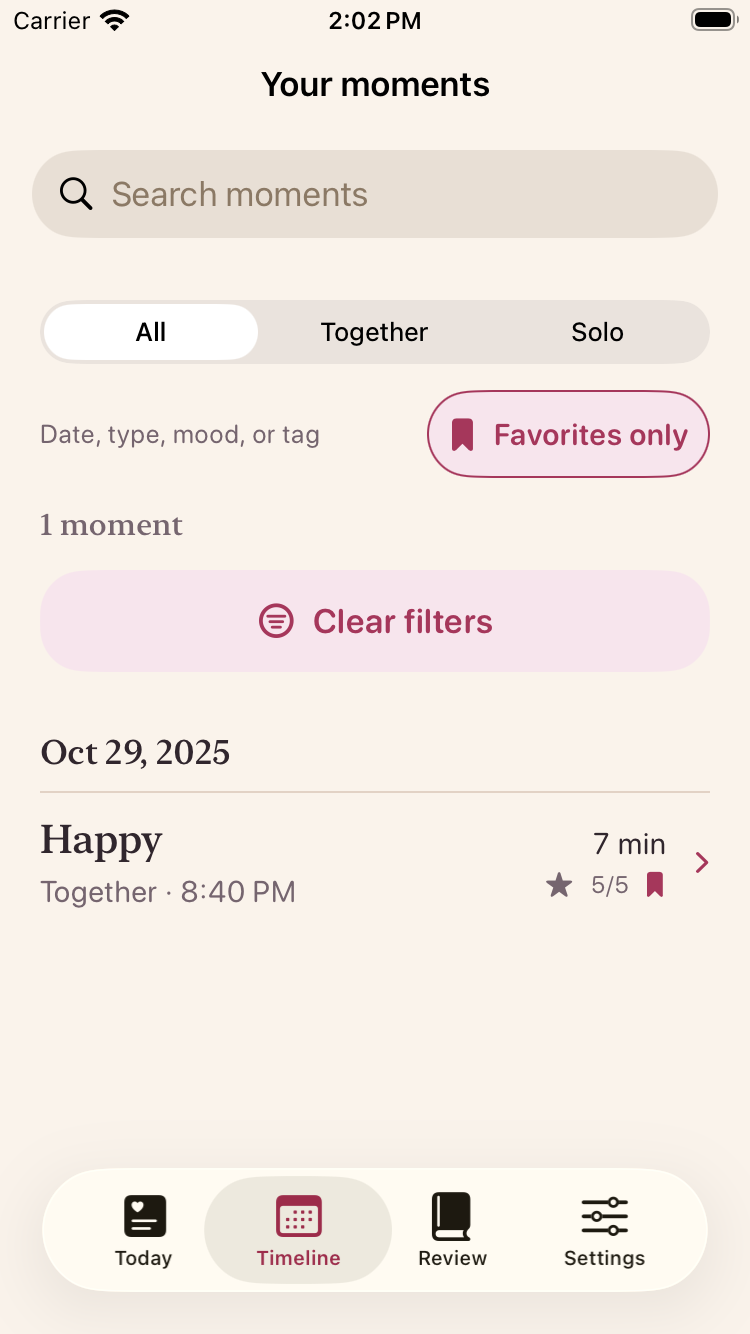 Carrier 2:02 PM
Your moments
Search moments
All Together Solo
Date, type, mood, or tag Favorites only
1 moment
Clear filters
Oct 29, 2025
Happy 7 min
Together · 8:40 PM 5/5
Today Timeline Review Settings